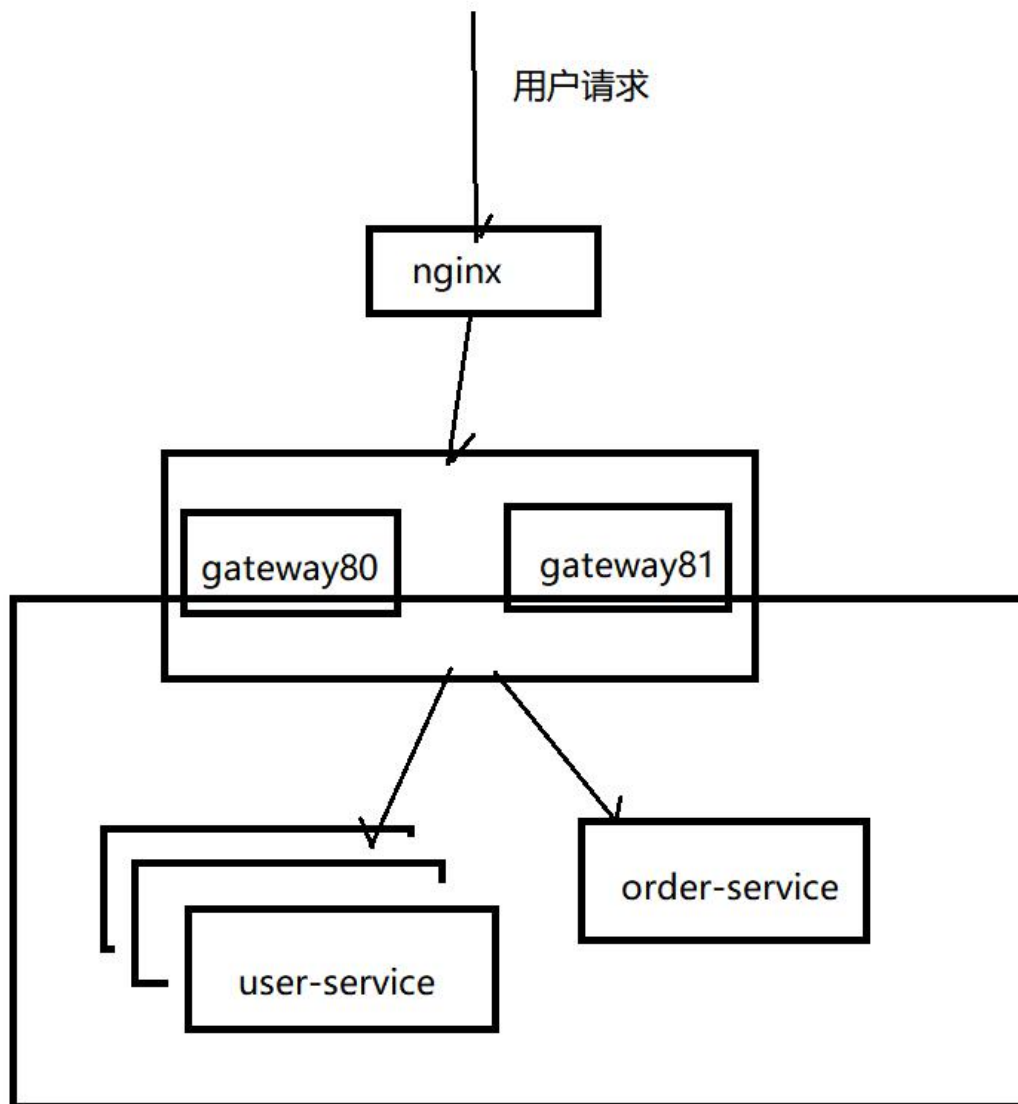 用户请求
nginx
gateway80
gateway81
order-service
user-service